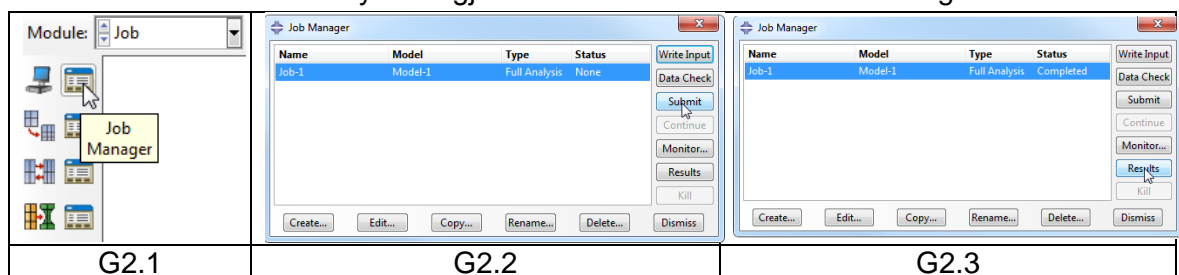 Module: Job
Job
Manager
G2.1
Job Manager
Name Model Type Status
Job-1 Model-1 Full Analysis None
Write Input
Data Check
Submit
Continue
Monitor...
Results
Kill
Create... Edit... Copy... Rename... Delete... Dismiss
G2.2
Job Manager
Name Model Type Status
Job-1 Model-1 Full Analysis Completed
Write Input
Data Check
Submit
Continue
Monitor...
Results
Kill
Create... Edit... Copy... Rename... Delete... Dismiss
G2.3